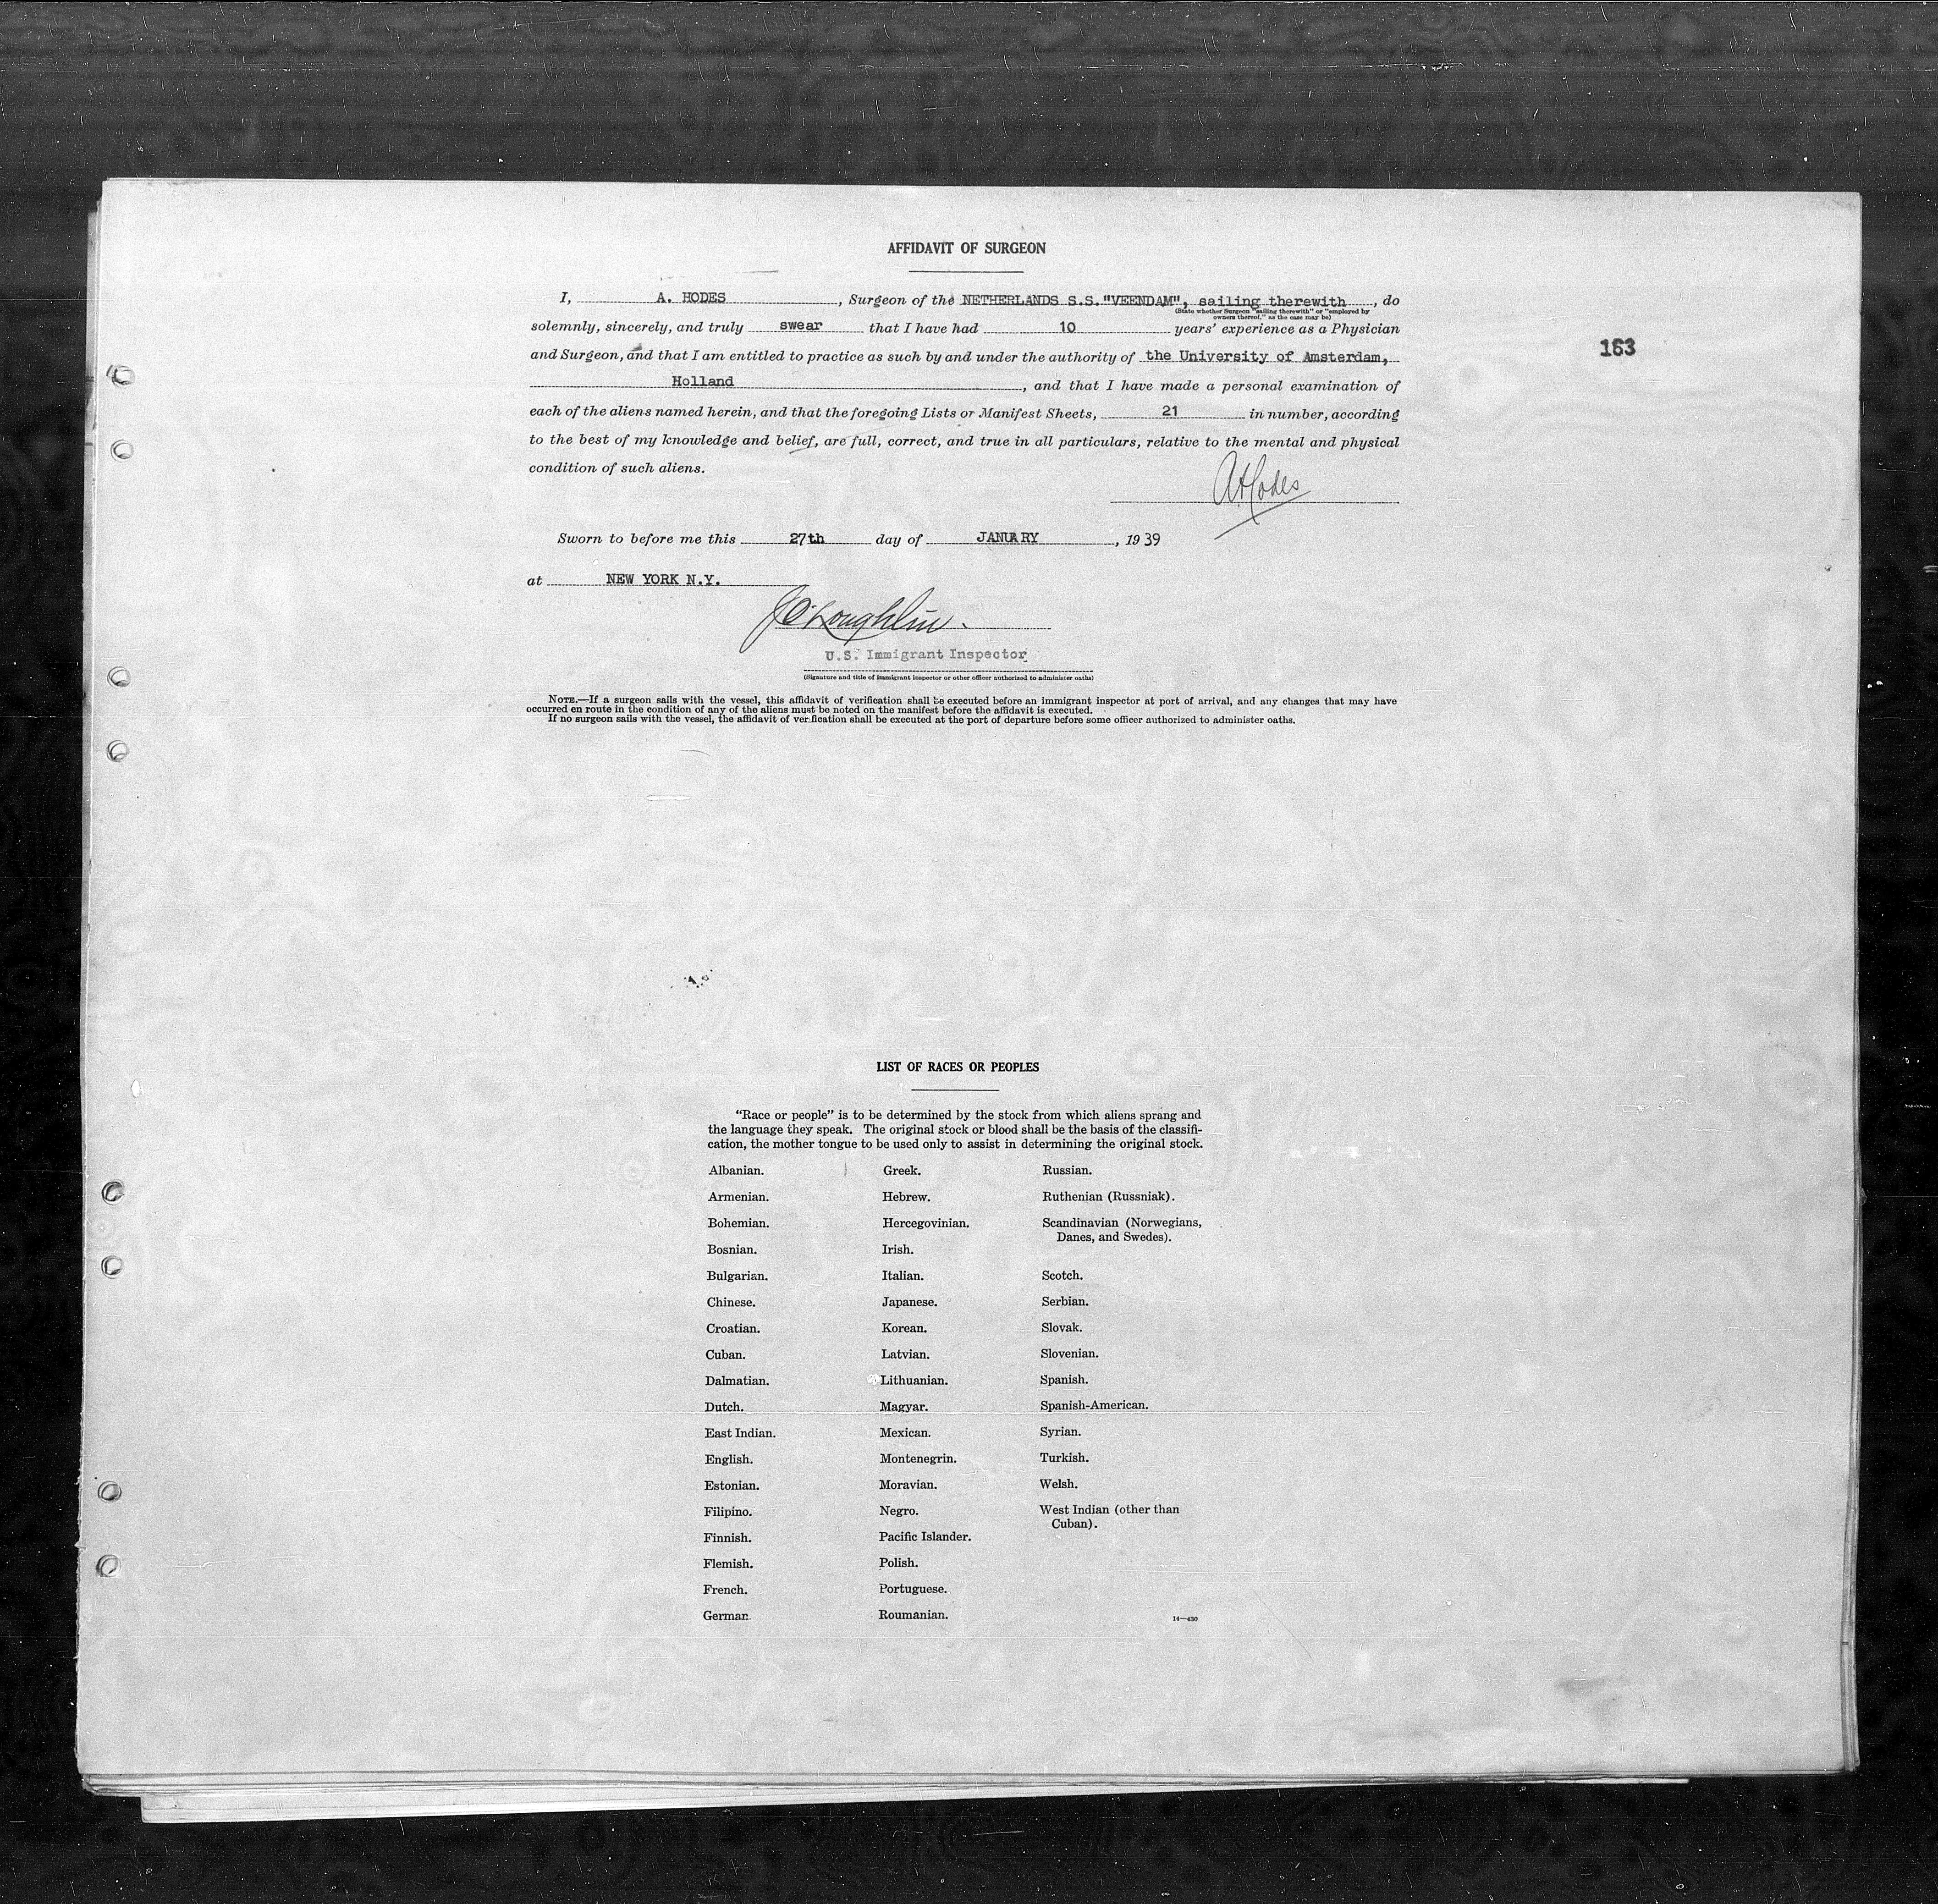 AFFIDAVIT OF SURGEON
I, A. HODES, Surgeon of the NETHERLANDS S.S. "VEENDAM", sailing therewith, do
(State whether Surgeon "sailing therewith" or "employed by
owners thereof," as the case may be)
solemnly, sincerely, and truly swear that I have had 10 years' experience as a Physician
163
and Surgeon, and that I am entitled to practice as such by and under the authority of the University of Amsterdam,
Holland, and that I have made a personal examination of
each of the aliens named herein, and that the foregoing Lists or Manifest Sheets, 21 in number, according
to the best of my knowledge and belief, are full, correct, and true in all particulars, relative to the mental and physical
condition of such aliens.
A. Hodes
Sworn to before me this 27th day of JANUARY, 1939
at NEW YORK N.Y.
J O'Loughlin.
U.S. Immigrant Inspector
(Signature and title of immigrant inspector or other officer authorized to administer oaths)
NOTE.—If a surgeon sails with the vessel, this affidavit of verification shall be executed before an immigrant inspector at port of arrival, and any changes that may have
occurred en route in the condition of any of the aliens must be noted on the manifest before the affidavit is executed.
If no surgeon sails with the vessel, the affidavit of verification shall be executed at the port of departure before some officer authorized to administer oaths.
LIST OF RACES OR PEOPLES
"Race or people" is to be determined by the stock from which aliens sprang and
the language they speak. The original stock or blood shall be the basis of the classifi-
cation, the mother tongue to be used only to assist in determining the original stock.
Albanian.
Armenian.
Bohemian.
Bosnian.
Bulgarian.
Chinese.
Croatian.
Cuban.
Dalmatian.
Dutch.
East Indian.
English.
Estonian.
Filipino.
Finnish.
Flemish.
French.
German.
Greek.
Hebrew.
Hercegovinian.
Irish.
Italian.
Japanese.
Korean.
Latvian.
Lithuanian.
Magyar.
Mexican.
Montenegrin.
Moravian.
Negro.
Pacific Islander.
Polish.
Portuguese.
Roumanian.
Russian.
Ruthenian (Russniak).
Scandinavian (Norwegians,
Danes, and Swedes).
Scotch.
Serbian.
Slovak.
Slovenian.
Spanish.
Spanish-American.
Syrian.
Turkish.
Welsh.
West Indian (other than
Cuban).
14—430